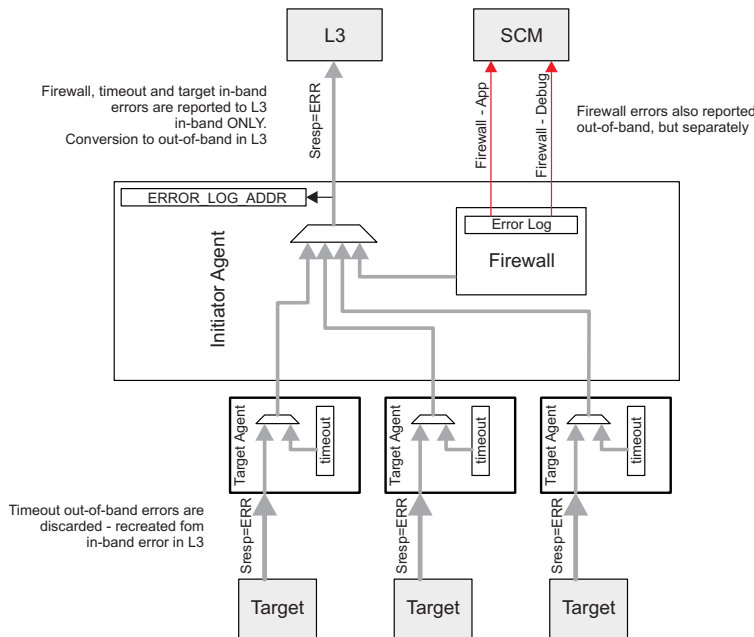 L3
SCM
Firewall, timeout and target in-band
errors are reported to L3
in-band ONLY.
Conversion to out-of-band in L3
Sresp=ERR
Firewall - App
Firewall - Debug
Firewall errors also reported
out-of-band, but separately
ERROR_LOG_ADDR
Error Log
Firewall
Initiator Agent
Target Agent
timeout
Target Agent
timeout
Target Agent
timeout
Timeout out-of-band errors are
discarded - recreated fom
in-band error in L3
Sresp=ERR
Sresp=ERR
Sresp=ERR
Target
Target
Target